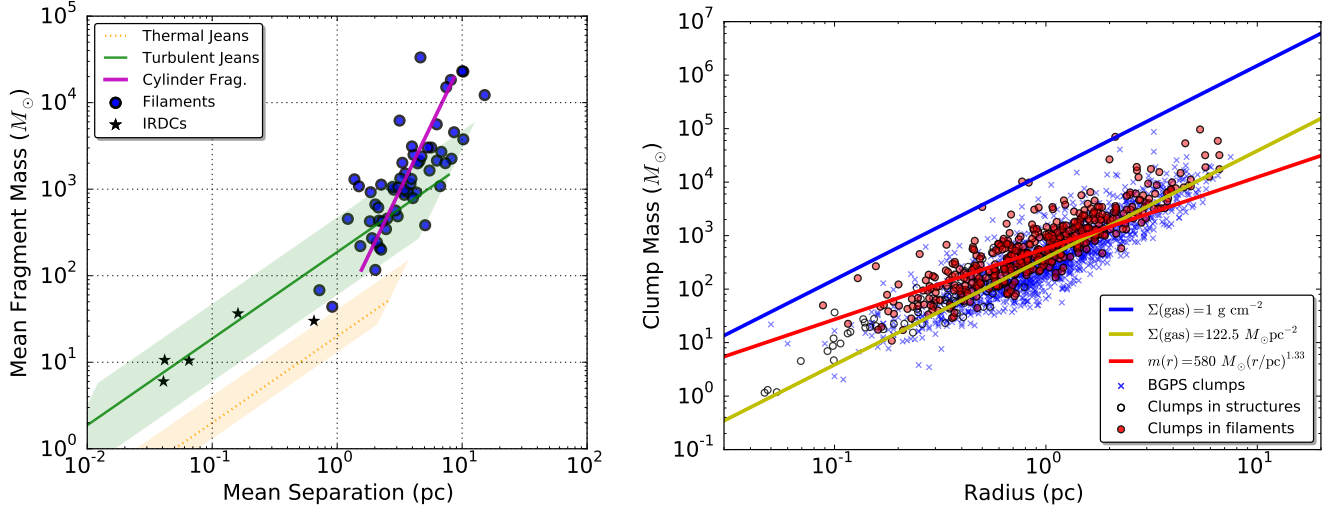 10^5
10^4
10^3
10^2
10^1
10^0
Mean Fragment Mass (M_⊙)
Thermal Jeans
Turbulent Jeans
Cylinder Frag.
Filaments
IRDCs
10^-2
10^-1
10^0
10^1
10^2
Mean Separation (pc)
10^7
10^6
10^5
10^4
10^3
10^2
10^1
10^0
10^-1
Clump Mass (M_⊙)
Σ(gas)=1 g cm^-2
Σ(gas)=122.5 M_⊙pc^-2
m(r)=580 M_⊙(r/pc)^1.33
BGPS clumps
Clumps in structures
Clumps in filaments
10^-1
10^0
10^1
Radius (pc)